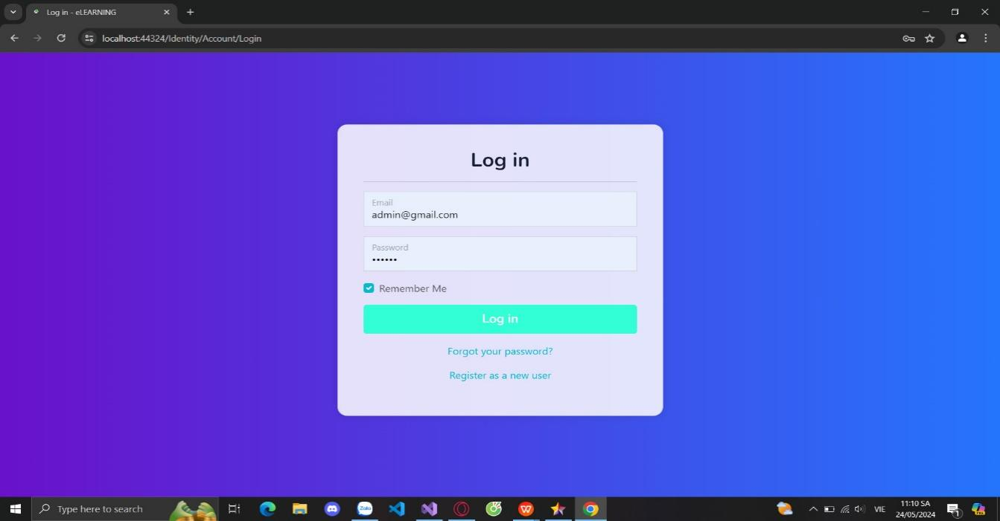 Log in - eLEARNING
localhost:44324/Identity/Account/Login
Log in
Email
admin@gmail.com
Password
••••••
Remember Me
Log in
Forgot your password?
Register as a new user
Type here to search
Zalo
VIE
11:10 SA
24/05/2024
1